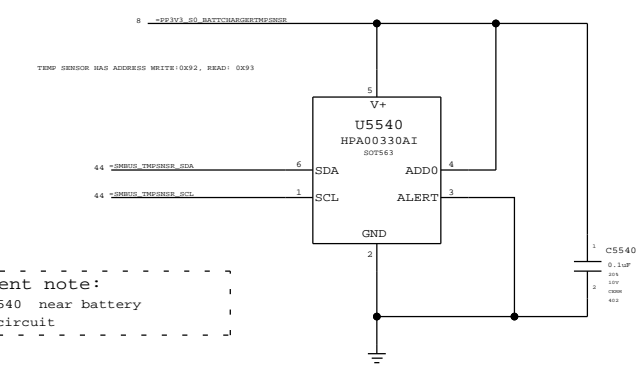 8 =PP3V3_S0_BATTCHARGERTMPSNSR
TEMP SENSOR HAS ADDRESS WRITE:0X92, READ: 0X93
5
V+
U5540
HPA00330AI
SOT563
44 =SMBUS_TMPSNSR_SDA 6 SDA ADD0 4
44 =SMBUS_TMPSNSR_SCL 1 SCL ALERT 3
GND
2
1 C5540
0.1uF
20%
10V
2 CERM
402
ent note:
540 near battery
circuit